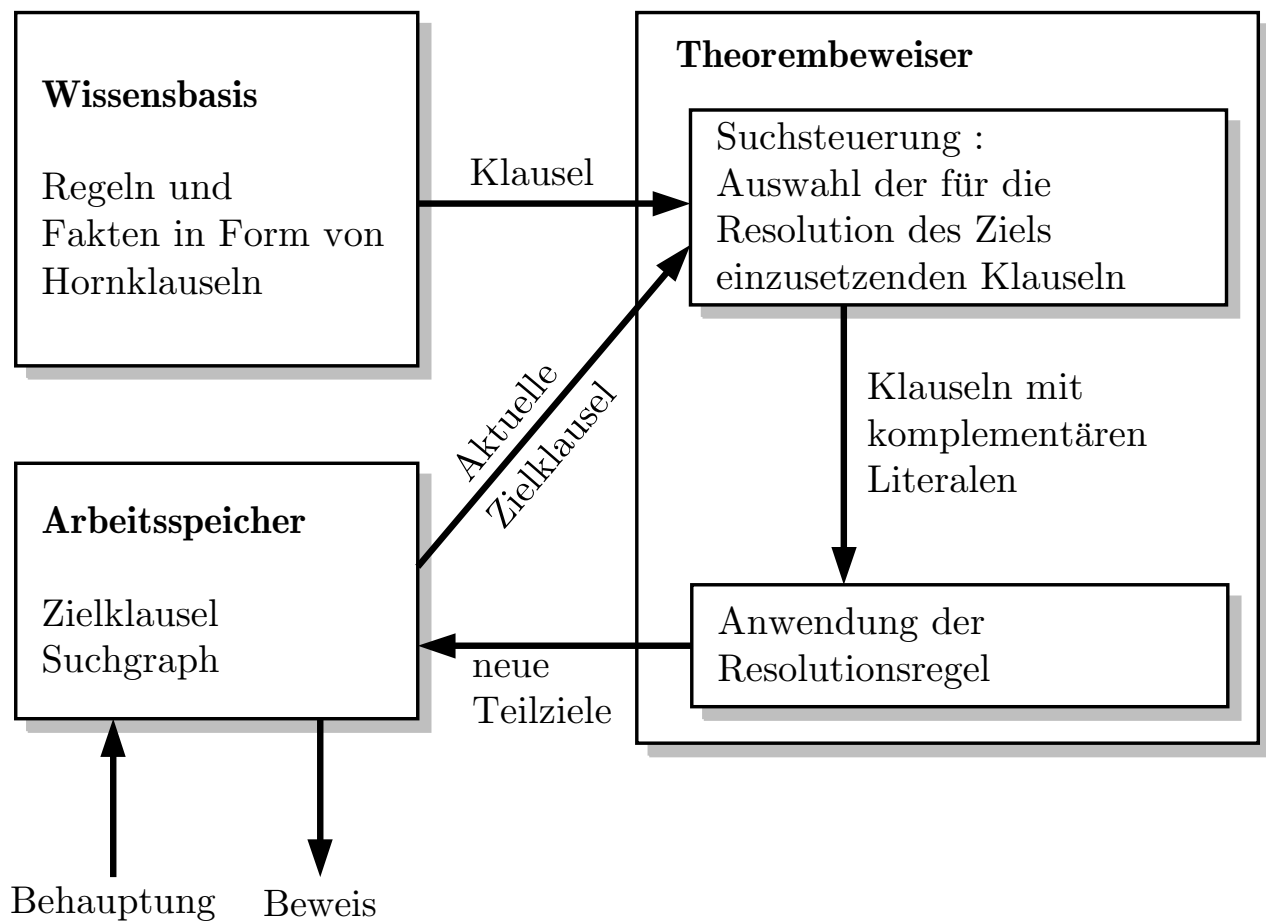 Wissensbasis
Regeln und
Fakten in Form von
Hornklauseln
Klausel
Theorembeweiser
Suchsteuerung :
Auswahl der für die
Resolution des Ziels
einzusetzenden Klauseln
Aktuelle
Zielklausel
Klauseln mit
komplementären
Literalen
Arbeitsspeicher
Zielklausel
Suchgraph
neue
Teilziele
Anwendung der
Resolutionsregel
Behauptung
Beweis